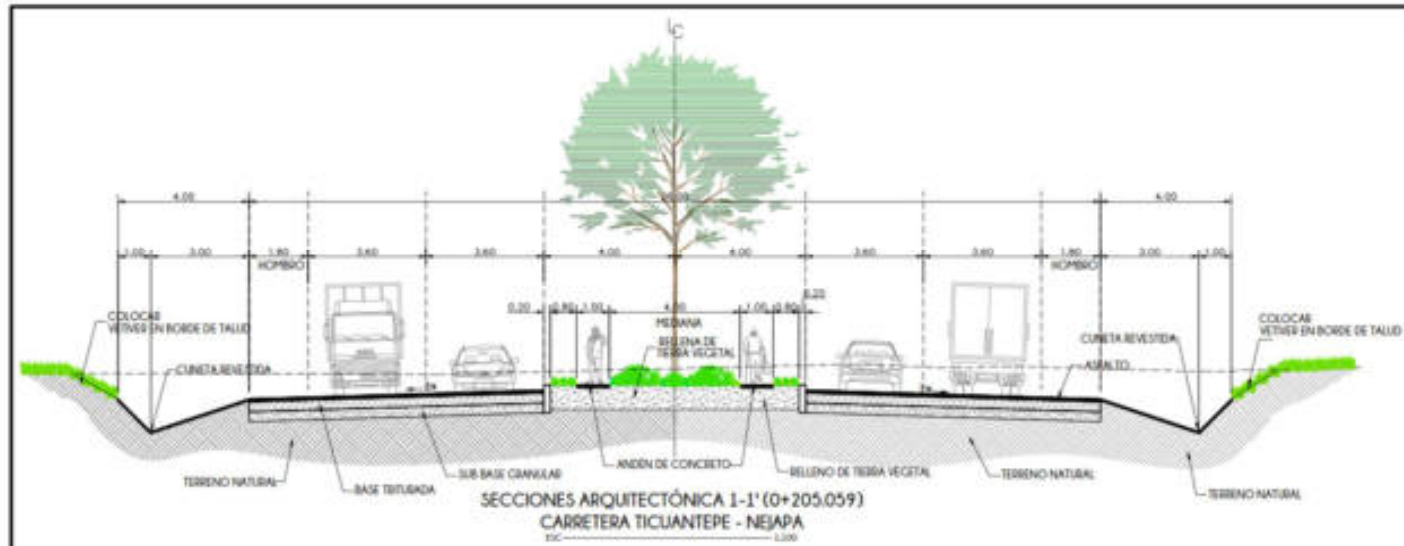 4.00
4.00
1.00 3.00 1.80 3.60 3.60 4.00 4.00 3.60 3.60 1.80 3.00 1.00
HOMBRO
HOMBRO
0.20 0.80 1.00 4.00 1.00 0.80 0.20
MEDIANA
RELLENA DE
TIERRA VEGETAL
COLOCAR
VETIVER EN BORDE DE TALUD
COLOCAR
VETIVER EN BORDE DE TALUD
CUNETA REVESTIDA
CUNETA REVESTIDA
ASFALTO
TERRENO NATURAL
BASE TRITURADA
SUB BASE GRANULAR
ANDEN DE CONCRETO
RELLENO DE TIERRA VEGETAL
TERRENO NATURAL
TERRENO NATURAL
SECCIONES ARQUITECTÓNICA 1-1' (0+205.059)
CARRETERA TICUANTEPE - NEJAPA
ESC 1:100